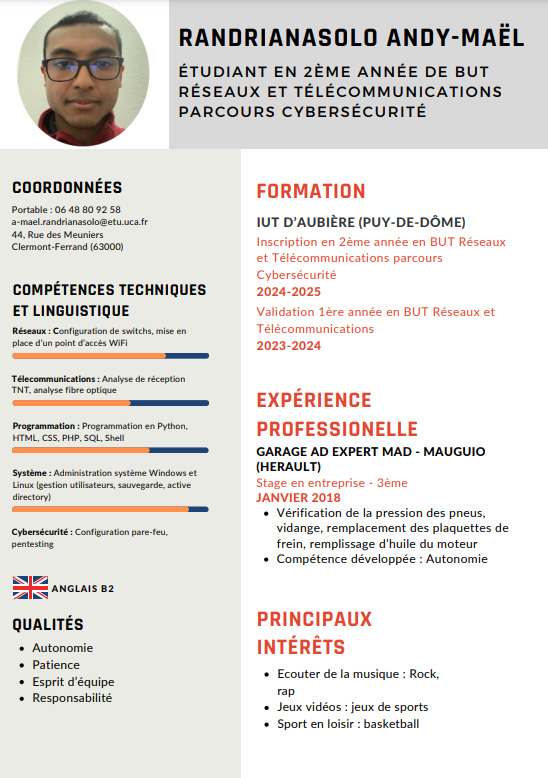 RANDRIANASOLO ANDY-MAËL
ÉTUDIANT EN 2ÈME ANNÉE DE BUT
RÉSEAUX ET TÉLÉCOMMUNICATIONS
PARCOURS CYBERSÉCURITÉ
COORDONNÉES
Portable : 06 48 80 92 58
a-mael.randrianasolo@etu.uca.fr
44, Rue des Meuniers
Clermont-Ferrand (63000)
COMPÉTENCES TECHNIQUES
ET LINGUISTIQUE
Réseaux : Configuration de switchs, mise en
place d'un point d'accès WiFi
Télecommunications : Analyse de réception
TNT, analyse fibre optique
Programmation : Programmation en Python,
HTML, CSS, PHP, SQL, Shell
Système : Administration système Windows et
Linux (gestion utilisateurs, sauvegarde, active
directory)
Cybersécurité : Configuration pare-feu,
pentesting
ANGLAIS B2
QUALITÉS
• Autonomie
• Patience
• Esprit d'équipe
• Responsabilité
FORMATION
IUT D'AUBIÈRE (PUY-DE-DÔME)
Inscription en 2ème année en BUT Réseaux
et Télécommunications parcours
Cybersécurité
2024-2025
Validation 1ère année en BUT Réseaux et
Télécommunications
2023-2024
EXPÉRIENCE
PROFESSIONELLE
GARAGE AD EXPERT MAD - MAUGUIO
(HERAULT)
Stage en entreprise - 3ème
JANVIER 2018
• Vérification de la pression des pneus,
vidange, remplacement des plaquettes de
frein, remplissage d'huile du moteur
• Compétence développée : Autonomie
PRINCIPAUX
INTÉRÊTS
• Ecouter de la musique : Rock,
rap
• Jeux vidéos : jeux de sports
• Sport en loisir : basketball